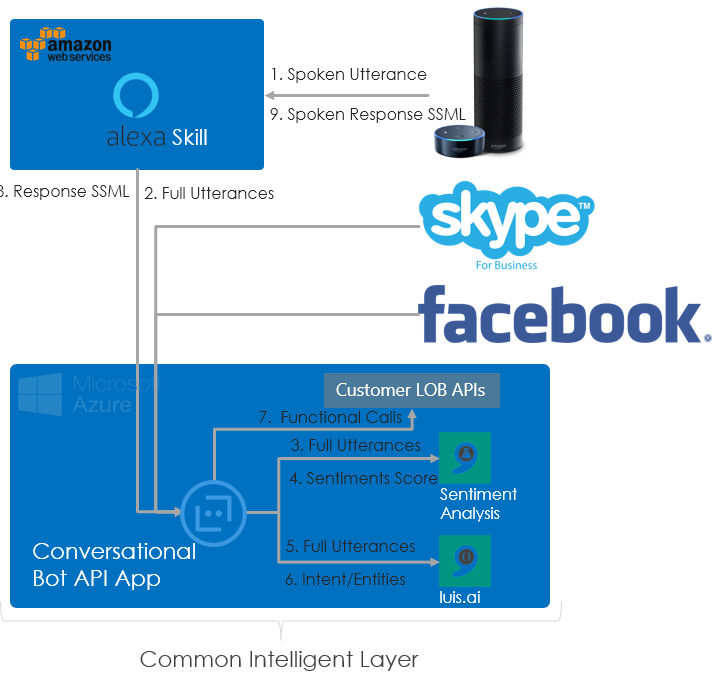 amazon
web services
1. Spoken Utterance
9. Spoken Response SSML
alexa Skill
3. Response SSML
2. Full Utterances
skype™
For Business
facebook.
Microsoft
Azure
Customer LOB APIs
7. Functional Calls
3. Full Utterances
4. Sentiments Score
Sentiment
Analysis
5. Full Utterances
6. Intent/Entities
luis.ai
Conversational
Bot API App
Common Intelligent Layer